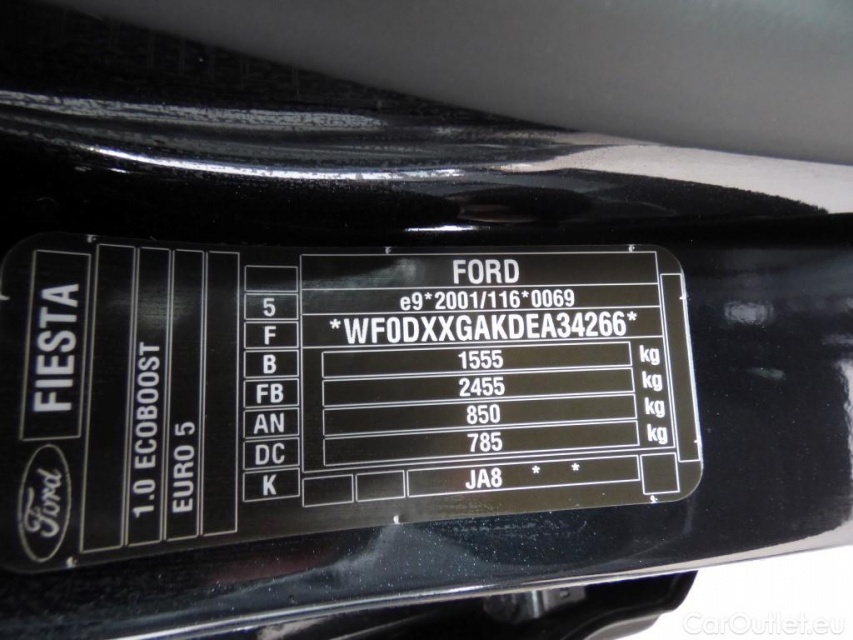 FIESTA
Ford
1.0 ECOBOOST
EURO 5
5
F
B
FB
AN
DC
K
FORD
e9*2001/116*0069
*WF0DXXGAKDEA34266*
1555 kg
2455 kg
850 kg
785 kg
JA8 * *
CarOutlet.eu